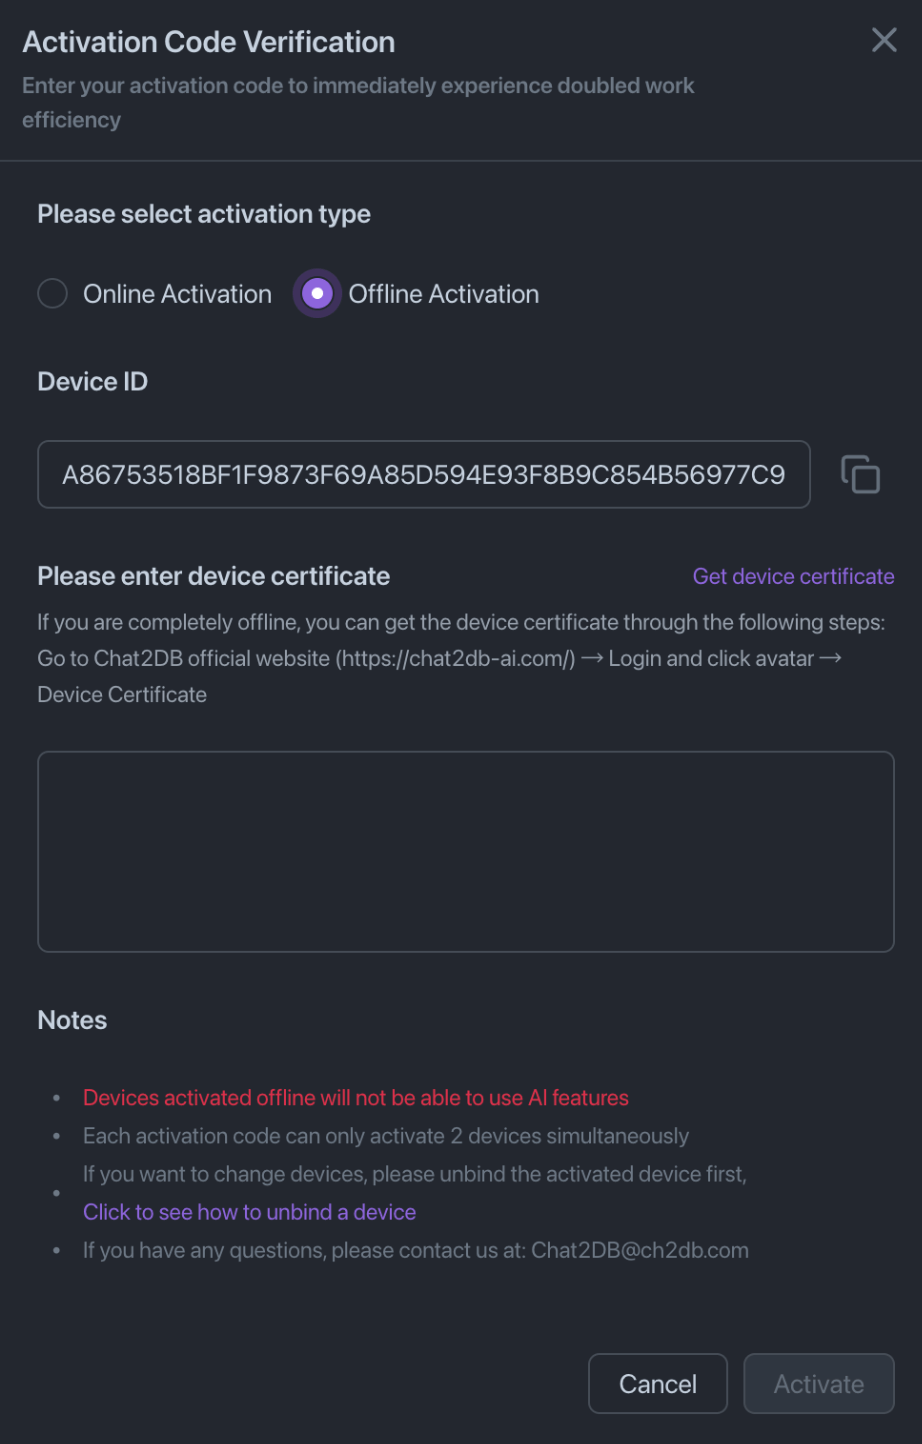 Activation Code Verification
Enter your activation code to immediately experience doubled work
efficiency
Please select activation type
Online Activation
Offline Activation
Device ID
A86753518BF1F9873F69A85D594E93F8B9C854B56977C9
Please enter device certificate
Get device certificate
If you are completely offline, you can get the device certificate through the following steps:
Go to Chat2DB official website (https://chat2db-ai.com/) → Login and click avatar →
Device Certificate
Notes
• Devices activated offline will not be able to use AI features
• Each activation code can only activate 2 devices simultaneously
• If you want to change devices, please unbind the activated device first,
Click to see how to unbind a device
• If you have any questions, please contact us at: Chat2DB@ch2db.com
Cancel
Activate